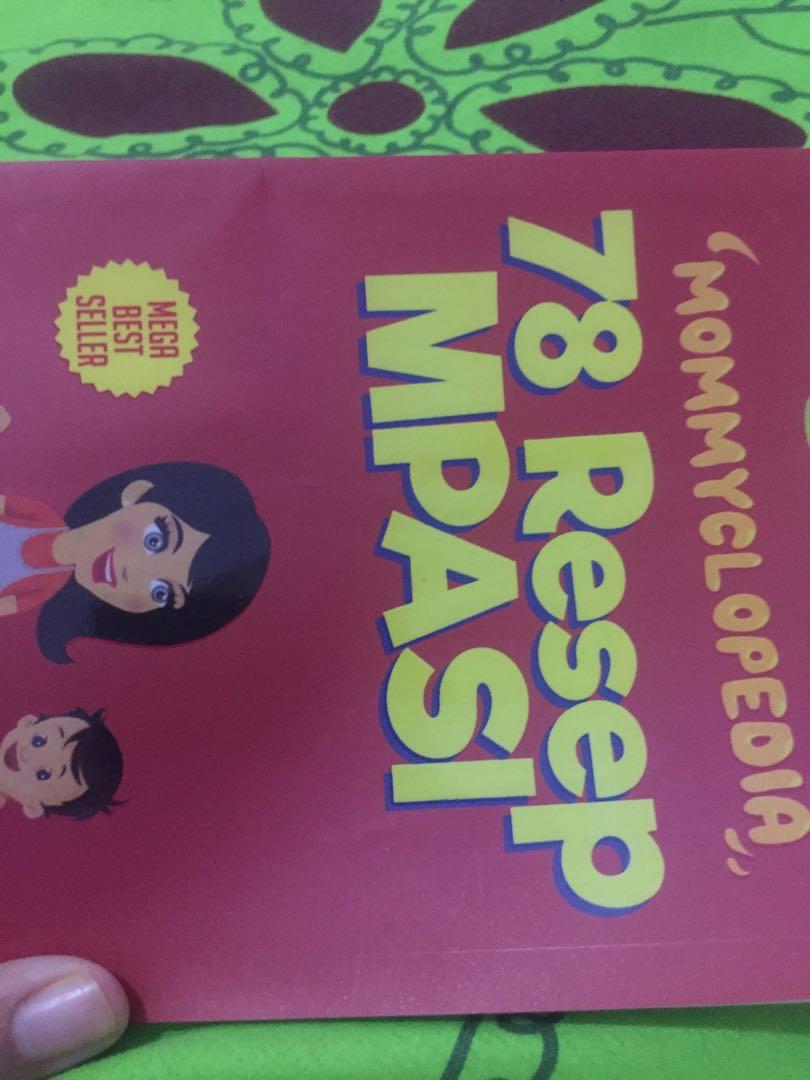 "MOMMYCLOPEDIA"
78 Resep
MPASI
MEGA
BEST
SELLER